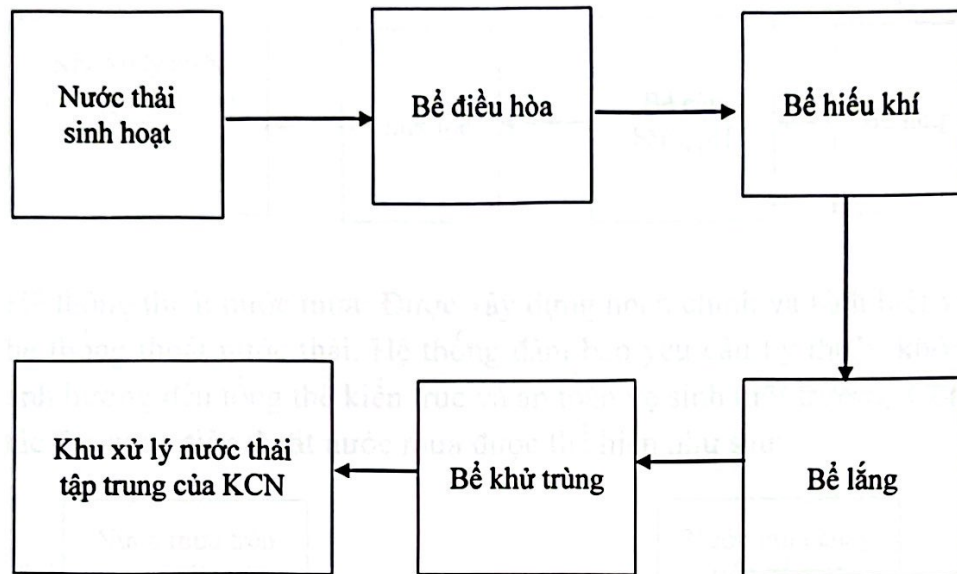 Nước thải
sinh hoạt
Bể điều hòa
Bể hiếu khí
Bể lắng
Bể khử trùng
Khu xử lý nước thải
tập trung của KCN